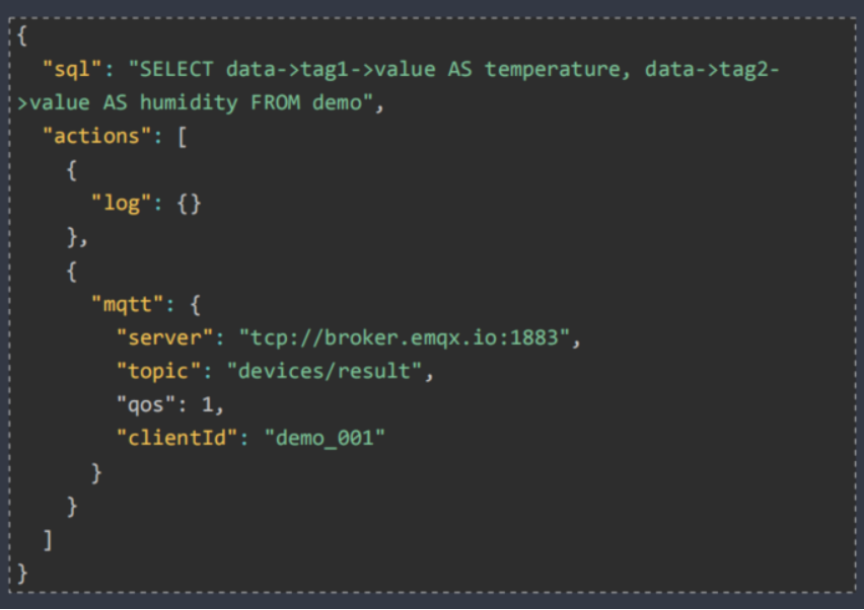 {
  "sql": "SELECT data->tag1->value AS temperature, data->tag2-
>value AS humidity FROM demo",
  "actions": [
    {
      "log": {}
    },
    {
      "mqtt": {
        "server": "tcp://broker.emqx.io:1883",
        "topic": "devices/result",
        "qos": 1,
        "clientId": "demo_001"
      }
    }
  ]
}